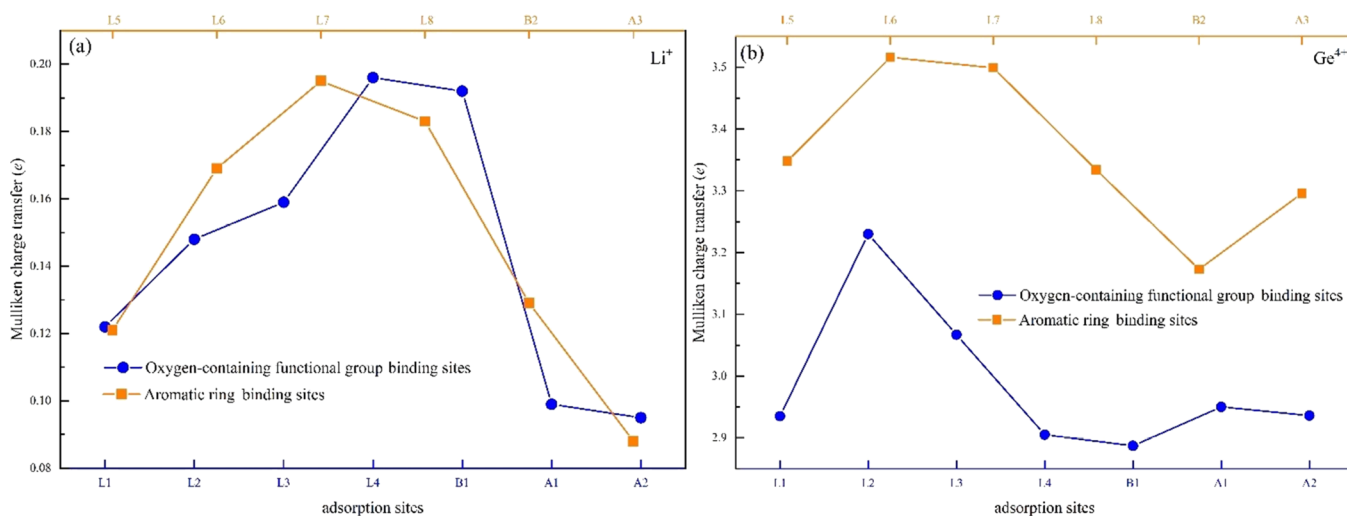 L5 L6 L7 L8 B2 A3
(a)
Li+
0.20
0.18
0.16
0.14
0.12
0.10
0.08
Mulliken charge transfer (e)
Oxygen-containing functional group binding sites
Aromatic ring binding sites
L1 L2 L3 L4 B1 A1 A2
adsorption sites
L5 L6 L7 L8 B2 A3
(b)
Ge4+
3.5
3.4
3.3
3.2
3.1
3.0
2.9
Mulliken charge transfer (e)
Oxygen-containing functional group binding sites
Aromatic ring binding sites
L1 L2 L3 L4 B1 A1 A2
adsorption sites